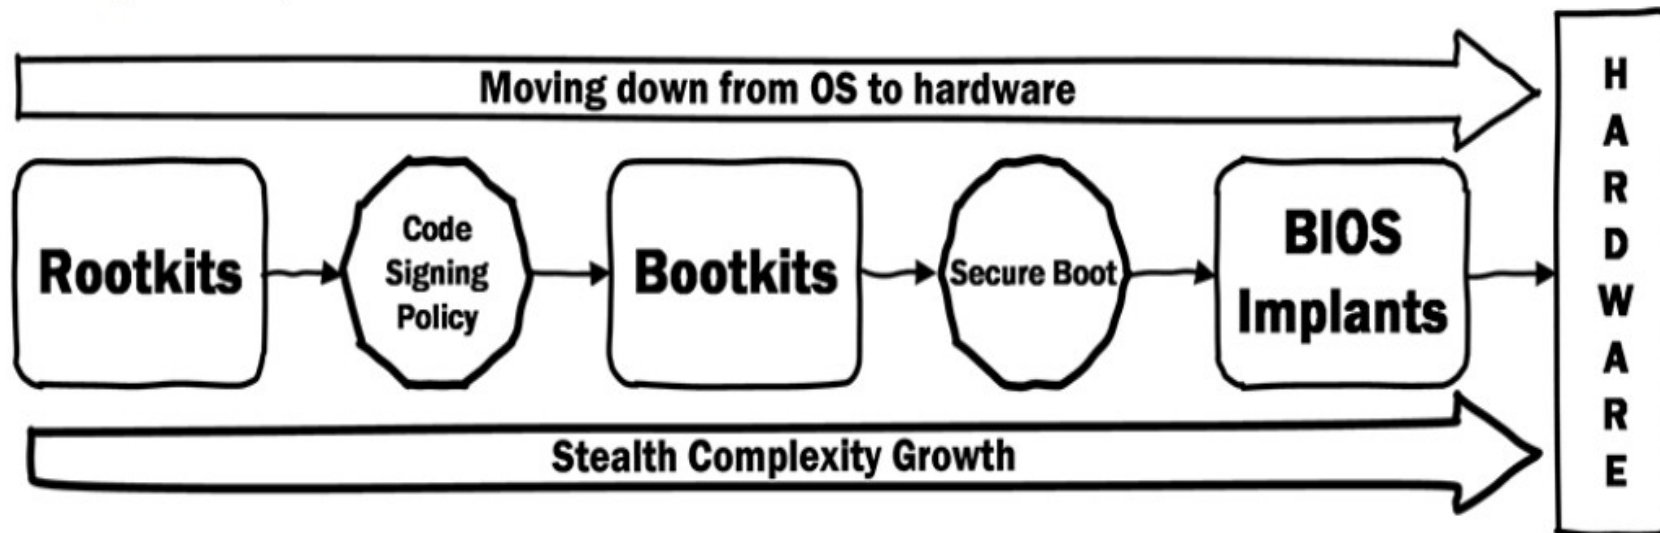 Moving down from OS to hardware
Rootkits
Code
Signing
Policy
Bootkits
Secure Boot
BIOS
Implants
Stealth Complexity Growth
H
A
R
D
W
A
R
E